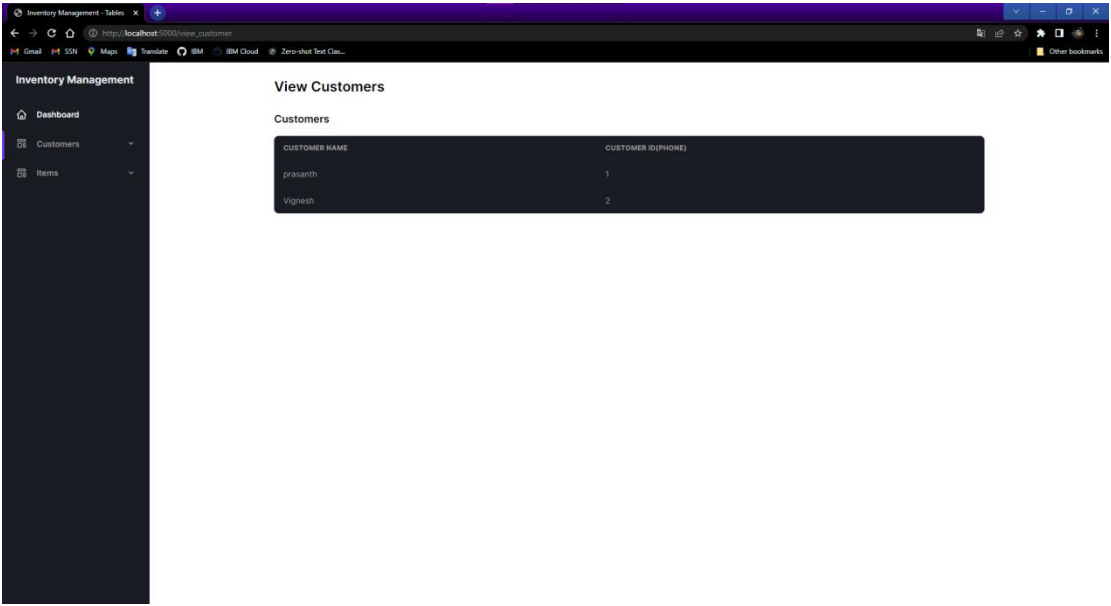 Inventory Management - Tables
http://localhost:5000/view_customer
Gmail SSN Maps Translate IBM IBM Cloud Zero-shot Text Clas...
Other bookmarks
Inventory Management
Dashboard
Customers
Items
View Customers
Customers
CUSTOMER NAME CUSTOMER ID(PHONE)
prasanth 1
Vignesh 2